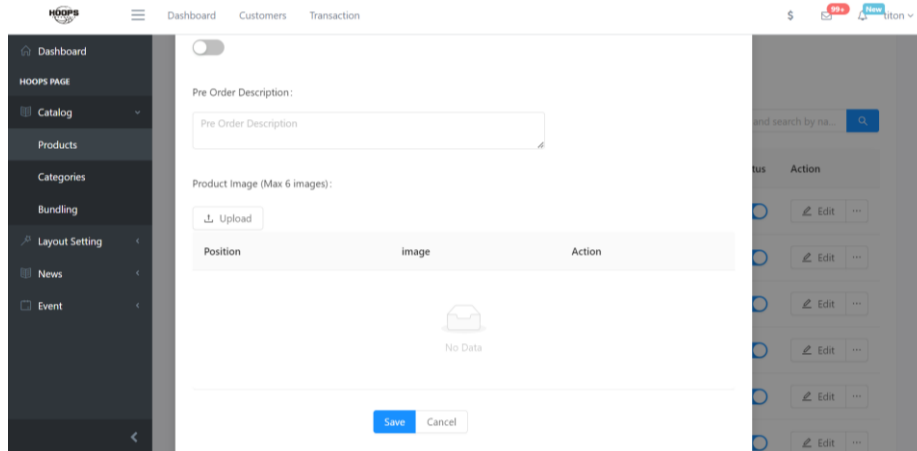 HOOPS
Dashboard Customers Transaction
$ 99+ New titon
Dashboard
HOOPS PAGE
Catalog
Products
Categories
Bundling
Layout Setting
News
Event
Pre Order Description:
Pre Order Description
Product Image (Max 6 images):
Upload
Position image Action
No Data
Save Cancel
and search by na...
tus Action
Edit ...
Edit ...
Edit ...
Edit ...
Edit ...
Edit ...